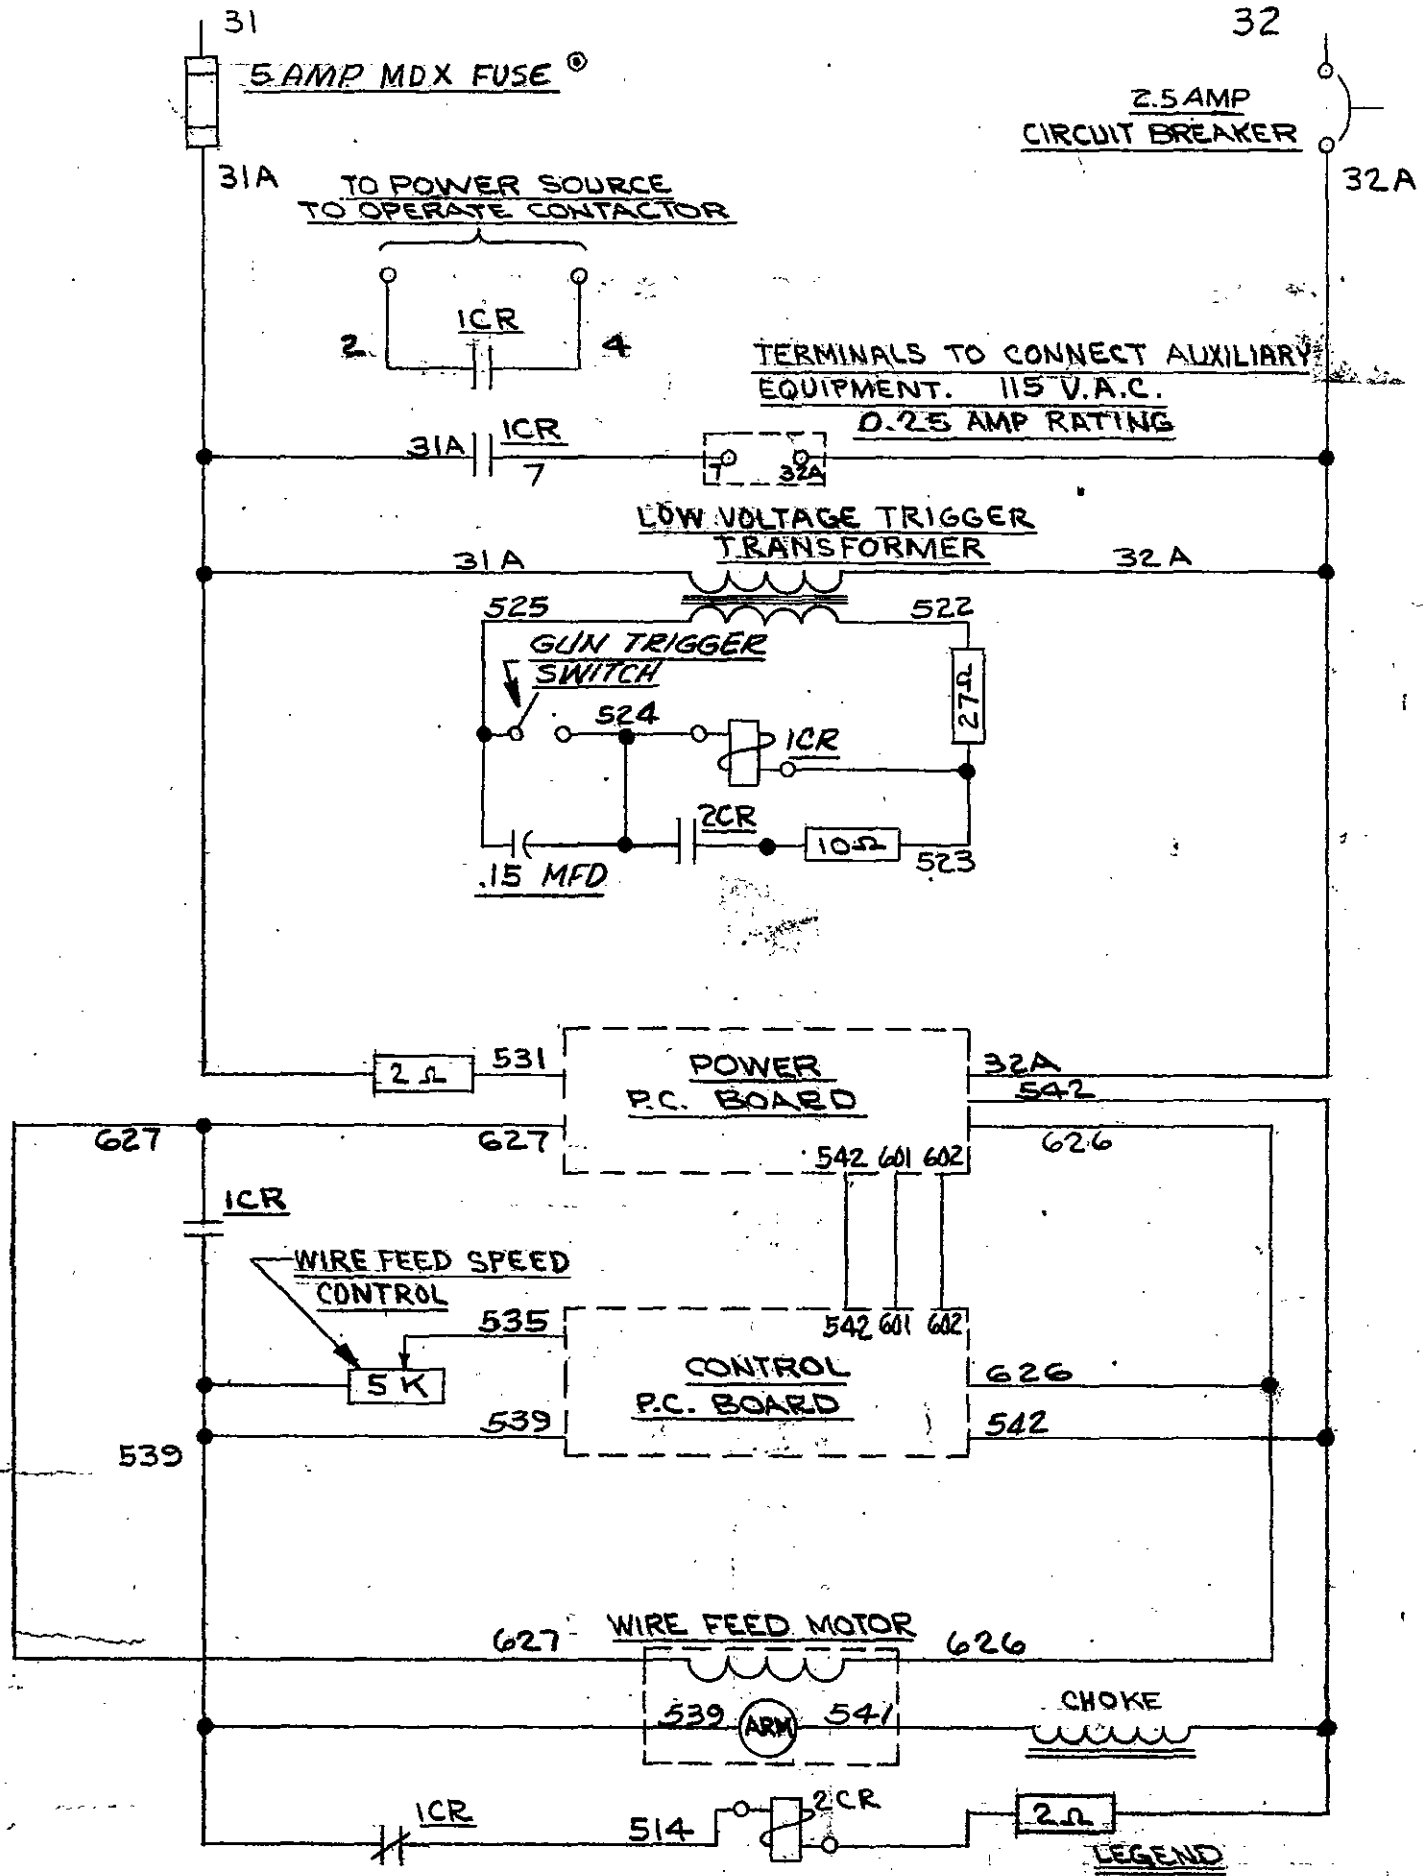 31
32
5 AMP MDX FUSE
2.5 AMP
CIRCUIT BREAKER
31A
32A
TO POWER SOURCE
TO OPERATE CONTACTOR
1CR
2
4
TERMINALS TO CONNECT AUXILIARY
EQUIPMENT. 115 V.A.C.
0.25 AMP RATING
31A
1CR
7
7
32A
LOW VOLTAGE TRIGGER
TRANSFORMER
31A
32A
525
522
GUN TRIGGER
SWITCH
27Ω
524
1CR
2CR
10Ω
523
.15 MFD
2Ω
531
POWER
P.C. BOARD
32A
542
627
627
626
542 601 602
1CR
WIRE FEED SPEED
CONTROL
535
542 601 602
5K
CONTROL
P.C. BOARD
626
539
542
539
627
WIRE FEED MOTOR
626
539
ARM
541
CHOKE
1CR
514
2CR
2Ω
LEGEND